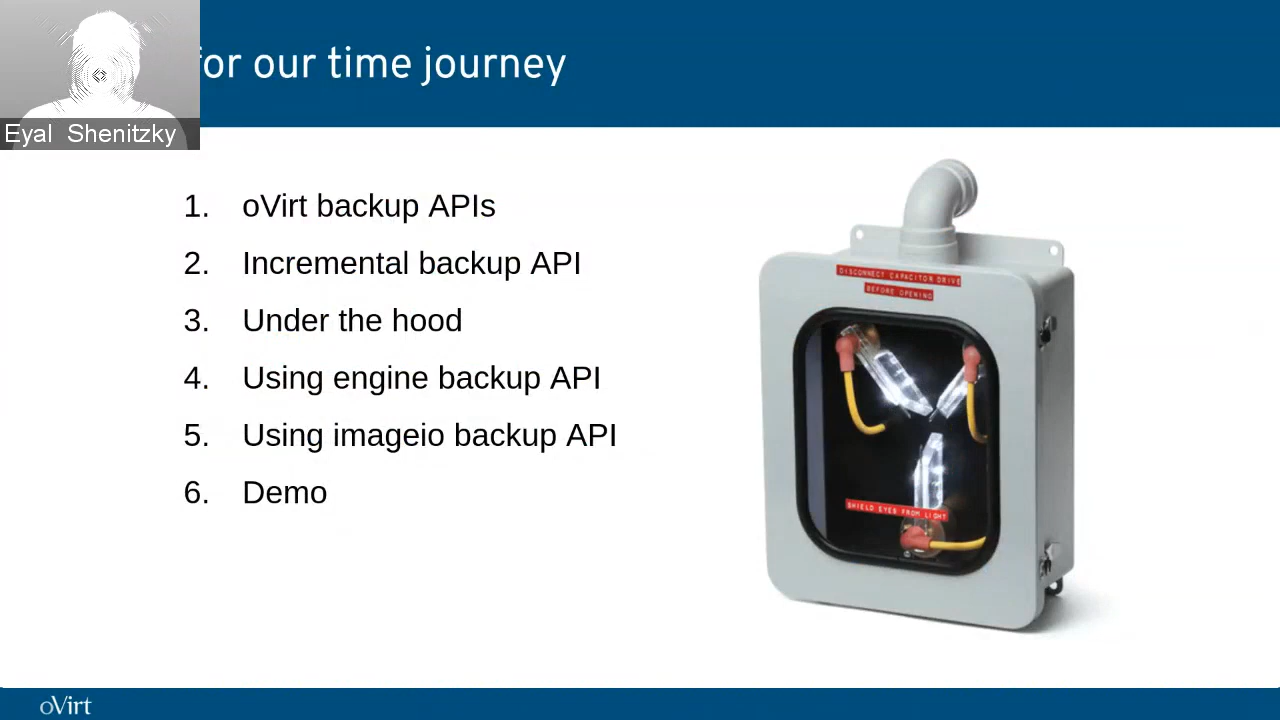 for our time journey
Eyal Shenitzky
1. oVirt backup APIs
2. Incremental backup API
3. Under the hood
4. Using engine backup API
5. Using imageio backup API
6. Demo
DISCONNECT CAPACITOR DRIVE
BEFORE OPENING
SHIELD EYES FROM LIGHT
oVirt